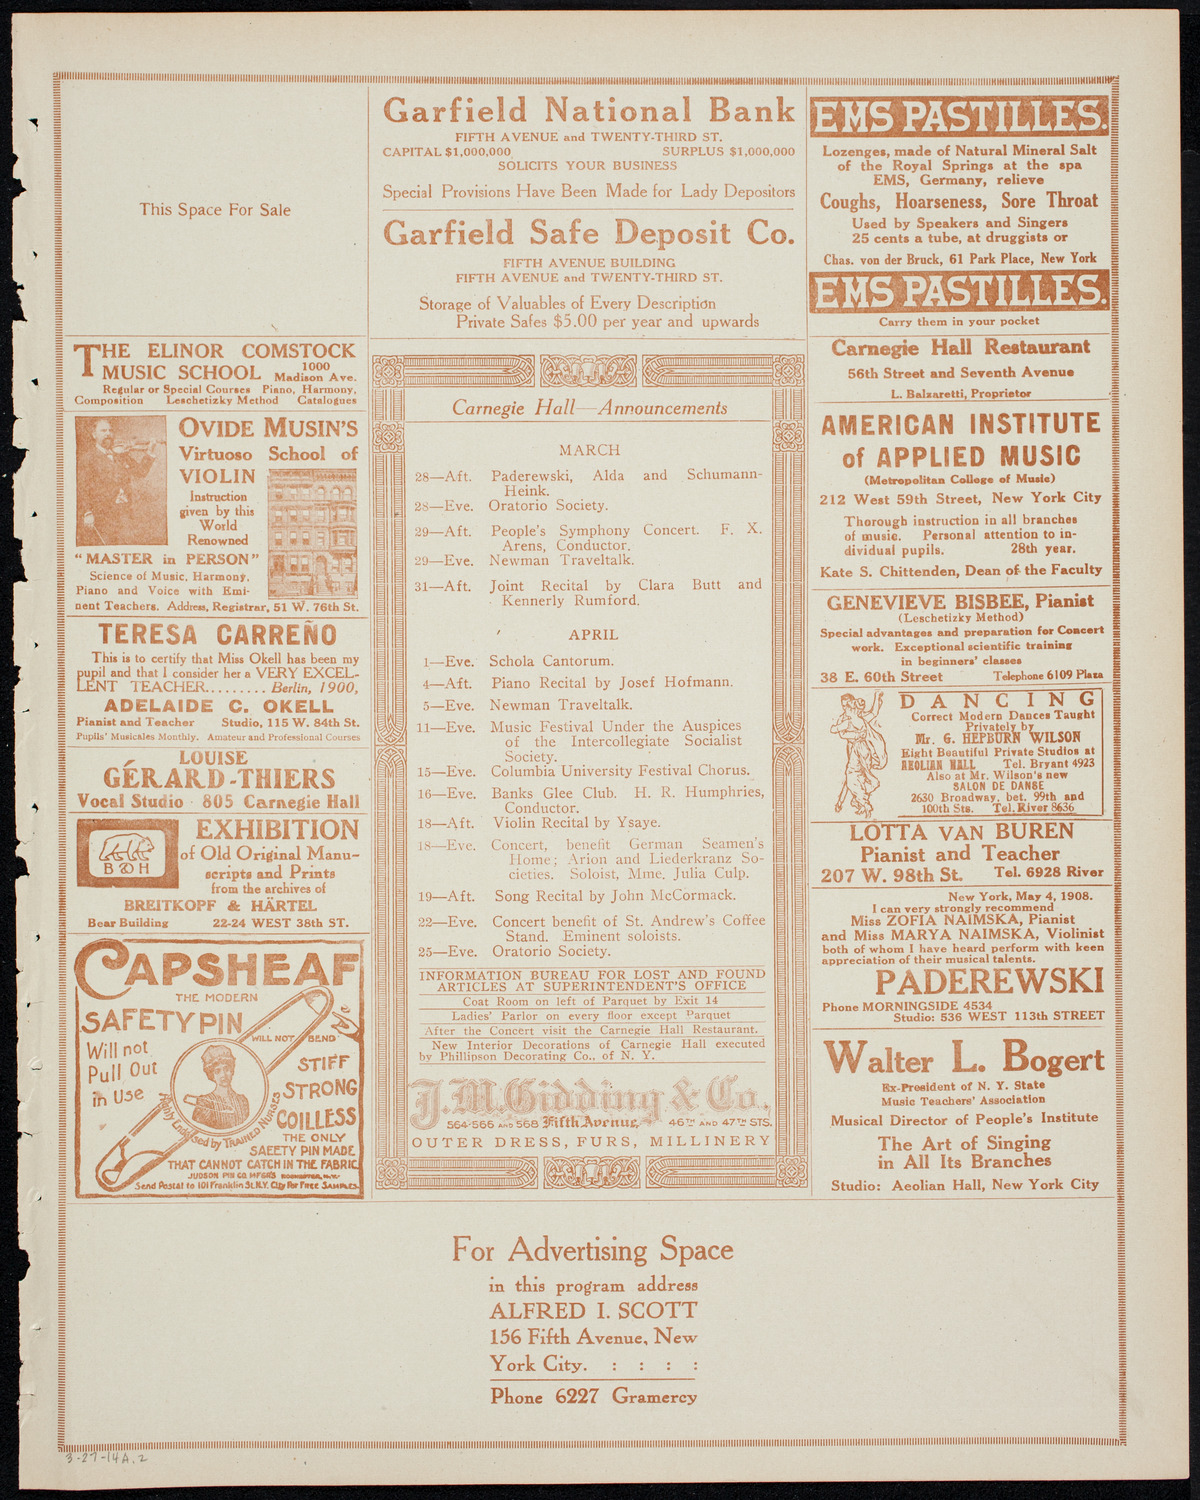 This Space For Sale
THE ELINOR COMSTOCK
MUSIC SCHOOL 1000 Madison Ave.
Regular or Special Courses Piano, Harmony,
Composition Leschetizky Method Catalogues
OVIDE MUSIN'S
Virtuoso School of
VIOLIN
Instruction
given by this
World
Renowned
"MASTER in PERSON"
Science of Music, Harmony,
Piano and Voice with Emi-
nent Teachers. Address, Registrar, 51 W. 76th St.
TERESA CARREÑO
This is to certify that Miss Okell has been my
pupil and that I consider her a VERY EXCEL-
LENT TEACHER......... Berlin, 1900,
ADELAIDE C. OKELL
Pianist and Teacher Studio, 115 W. 84th St.
Pupils' Musicales Monthly. Amateur and Professional Courses
LOUISE
GÉRARD-THIERS
Vocal Studio · 805 Carnegie Hall
B & H
EXHIBITION
of Old Original Manu-
scripts and Prints
from the archives of
BREITKOPF & HÄRTEL
Bear Building 22-24 WEST 38th ST.
CAPSHEAF
THE MODERN
SAFETY PIN
WILL NOT BEND
Will not
Pull Out
in Use
STIFF
STRONG
COILLESS
Highly Endorsed by TRAINED NURSES
THE ONLY
SAFETY PIN MADE
THAT CANNOT CATCH IN THE FABRIC
JUDSON PIN CO. MFGRS ROCHESTER, N.Y.
Send Postal to 101 Franklin St. N.Y. City For Free Samples.
Garfield National Bank
FIFTH AVENUE and TWENTY-THIRD ST.
CAPITAL $1,000,000 SURPLUS $1,000,000
SOLICITS YOUR BUSINESS
Special Provisions Have Been Made for Lady Depositors
Garfield Safe Deposit Co.
FIFTH AVENUE BUILDING
FIFTH AVENUE and TWENTY-THIRD ST.
Storage of Valuables of Every Description
Private Safes $5.00 per year and upwards
Carnegie Hall—Announcements
MARCH
28—Aft. Paderewski, Alda and Schumann-
Heink.
28—Eve. Oratorio Society.
29—Aft. People's Symphony Concert. F. X.
Arens, Conductor.
29—Eve. Newman Traveltalk.
31—Aft. Joint Recital by Clara Butt and
Kennerly Rumford.
APRIL
1—Eve. Schola Cantorum.
4—Aft. Piano Recital by Josef Hofmann.
5—Eve. Newman Traveltalk.
11—Eve. Music Festival Under the Auspices
of the Intercollegiate Socialist
Society.
15—Eve. Columbia University Festival Chorus.
16—Eve. Banks Glee Club. H. R. Humphries,
Conductor.
18—Aft. Violin Recital by Ysaye.
18—Eve. Concert, benefit German Seamen's
Home; Arion and Liederkranz So-
cieties. Soloist, Mme. Julia Culp.
19—Aft. Song Recital by John McCormack.
22—Eve. Concert benefit of St. Andrew's Coffee
Stand. Eminent soloists.
25—Eve. Oratorio Society.
INFORMATION BUREAU FOR LOST AND FOUND
ARTICLES AT SUPERINTENDENT'S OFFICE
Coat Room on left of Parquet by Exit 14
Ladies' Parlor on every floor except Parquet
After the Concert visit the Carnegie Hall Restaurant.
New Interior Decorations of Carnegie Hall executed
by Phillipson Decorating Co., of N. Y.
J. M. Gidding & Co.
564-566 AND 568 Fifth Avenue 46TH AND 47TH STS.
OUTER DRESS, FURS, MILLINERY
EMS PASTILLES.
Lozenges, made of Natural Mineral Salt
of the Royal Springs at the spa
EMS, Germany, relieve
Coughs, Hoarseness, Sore Throat
Used by Speakers and Singers
25 cents a tube, at druggists or
Chas. von der Bruck, 61 Park Place, New York
EMS PASTILLES.
Carry them in your pocket
Carnegie Hall Restaurant
56th Street and Seventh Avenue
L. Balzaretti, Proprietor
AMERICAN INSTITUTE
of APPLIED MUSIC
(Metropolitan College of Music)
212 West 59th Street, New York City
Thorough instruction in all branches
of music. Personal attention to in-
dividual pupils. 28th year.
Kate S. Chittenden, Dean of the Faculty
GENEVIEVE BISBEE, Pianist
(Leschetizky Method)
Special advantages and preparation for Concert
work. Exceptional scientific training
in beginners' classes
38 E. 60th Street Telephone 6109 Plaza
DANCING
Correct Modern Dances Taught
Privately by
Mr. G. HEPBURN WILSON
Eight Beautiful Private Studios at
AEOLIAN HALL Tel. Bryant 4923
Also at Mr. Wilson's new
SALON DE DANSE
2630 Broadway, bet. 99th and
100th Sts. Tel. River 8636
LOTTA VAN BUREN
Pianist and Teacher
207 W. 98th St. Tel. 6928 River
New York, May 4, 1908.
I can very strongly recommend
Miss ZOFIA NAIMSKA, Pianist
and Miss MARYA NAIMSKA, Violinist
both of whom I have heard perform with keen
appreciation of their musical talents.
PADEREWSKI
Phone MORNINGSIDE 4534
Studio: 536 WEST 113th STREET
Walter L. Bogert
Ex-President of N. Y. State
Music Teachers' Association
Musical Director of People's Institute
The Art of Singing
in All Its Branches
Studio: Aeolian Hall, New York City
For Advertising Space
in this program address
ALFRED I. SCOTT
156 Fifth Avenue, New
York City. : : : :
Phone 6227 Gramercy
3-27-14A.2